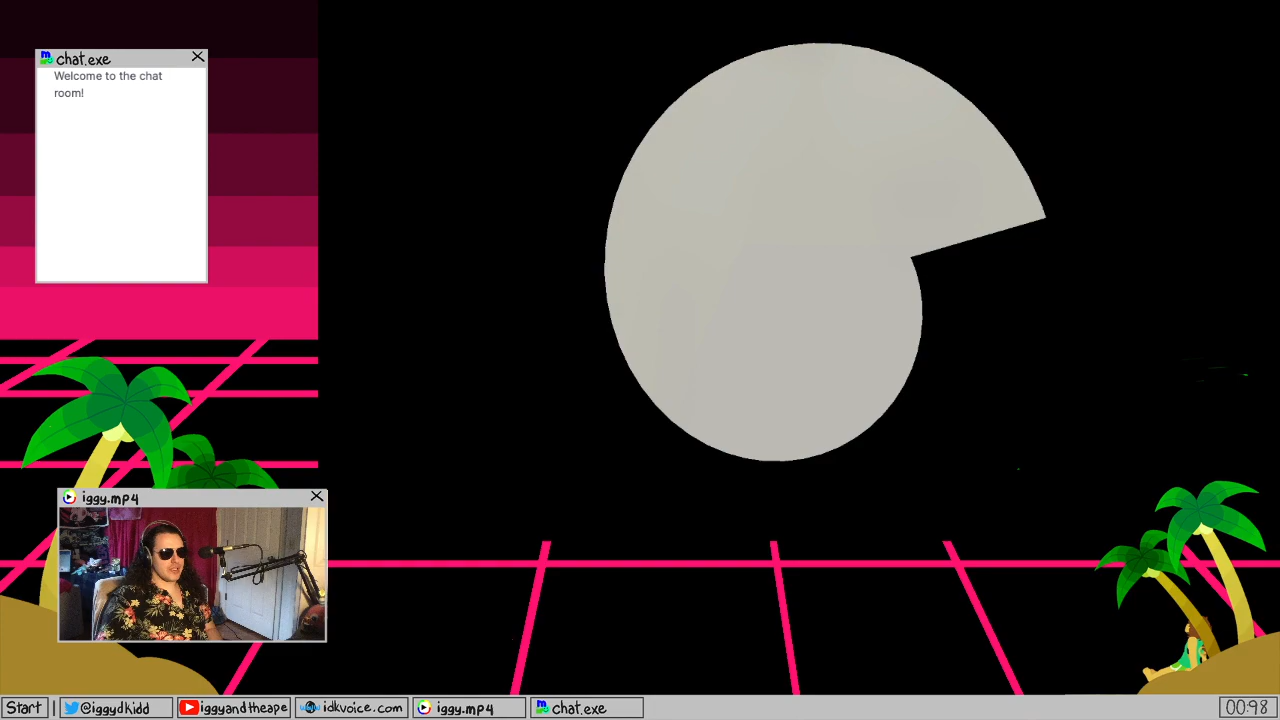 chat.exe
Welcome to the chat
room!
iggy.mp4
Start | @iggydkidd iggyandtheape idkvoice.com iggy.mp4 chat.exe 00:98